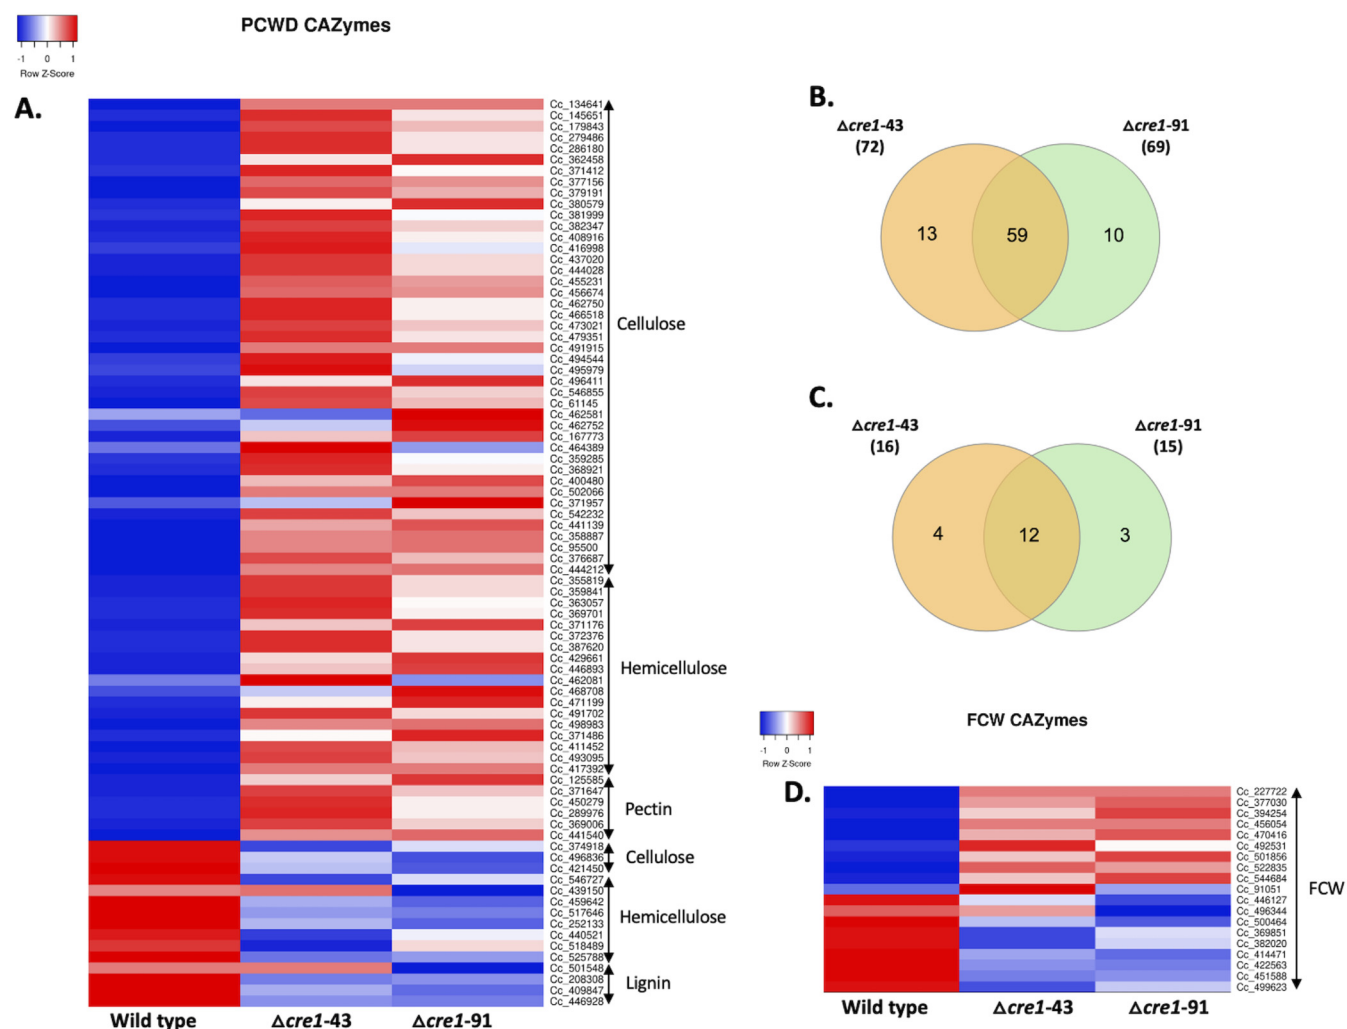 PCWD CAZymes
-1 0 1
Row Z-Score
A.
Cc_134641
Cc_145651
Cc_179843
Cc_279486
Cc_286180
Cc_362458
Cc_371412
Cc_377156
Cc_379191
Cc_380579
Cc_381999
Cc_382347
Cc_408916
Cc_416998
Cc_437020
Cc_444028
Cc_455231
Cc_456674
Cc_462750
Cc_466518
Cc_473021
Cc_479351
Cc_491915
Cc_494544
Cc_495979
Cc_496411
Cc_546855
Cc_61145
Cc_462581
Cc_462752
Cc_167773
Cc_464389
Cc_359285
Cc_368921
Cc_400480
Cc_502066
Cc_371957
Cc_542232
Cc_441139
Cc_358887
Cc_95500
Cc_376687
Cc_444212
Cellulose
Cc_355819
Cc_359841
Cc_363057
Cc_369701
Cc_371176
Cc_372376
Cc_387620
Cc_429661
Cc_446893
Cc_462081
Cc_468708
Cc_471199
Cc_491702
Cc_498983
Cc_371486
Cc_411452
Cc_493095
Cc_417392
Hemicellulose
Cc_125585
Cc_371647
Cc_450279
Cc_289976
Cc_369006
Cc_441540
Pectin
Cc_374918
Cc_496836
Cc_421450
Cellulose
Cc_546727
Cc_439150
Cc_459642
Cc_517646
Cc_252133
Cc_440521
Cc_518489
Cc_525788
Hemicellulose
Cc_501548
Cc_208308
Cc_409847
Cc_446928
Lignin
Wild type Δcre1-43 Δcre1-91
B.
Δcre1-43
(72)
Δcre1-91
(69)
13 59 10
C.
Δcre1-43
(16)
Δcre1-91
(15)
4 12 3
FCW CAZymes
-1 0 1
Row Z-Score
D.
Cc_227722
Cc_377030
Cc_394254
Cc_456054
Cc_470416
Cc_492531
Cc_501856
Cc_522835
Cc_544684
Cc_91051
Cc_446127
Cc_496344
Cc_500464
Cc_369851
Cc_382020
Cc_414471
Cc_422563
Cc_451588
Cc_499623
FCW
Wild type Δcre1-43 Δcre1-91